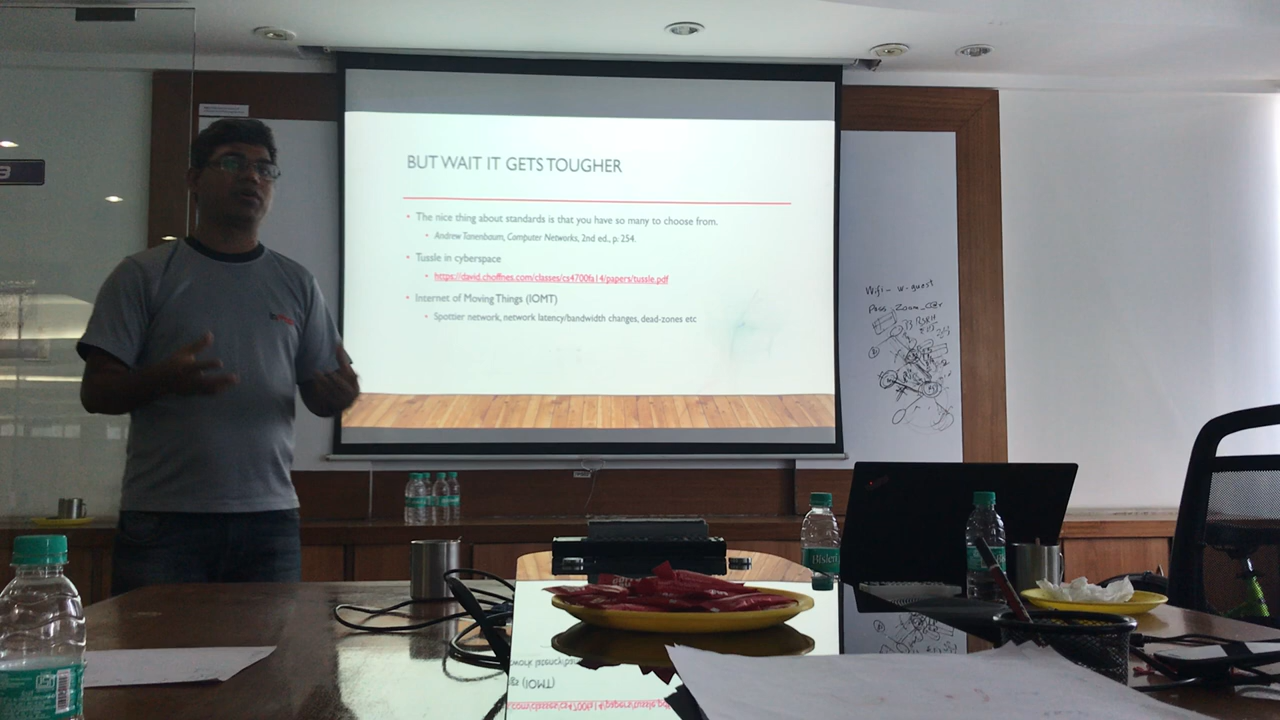 BUT WAIT IT GETS TOUGHER
• The nice thing about standards is that you have so many to choose from.
• Andrew Tanenbaum, Computer Networks, 2nd ed., p. 254.
• Tussle in cyberspace
• https://david.choffnes.com/classes/cs4700fa14/papers/tussle.pdf
• Internet of Moving Things (IOMT)
• Spottier network, network latency/bandwidth changes, dead-zones etc
Wifi - w-guest
Pass